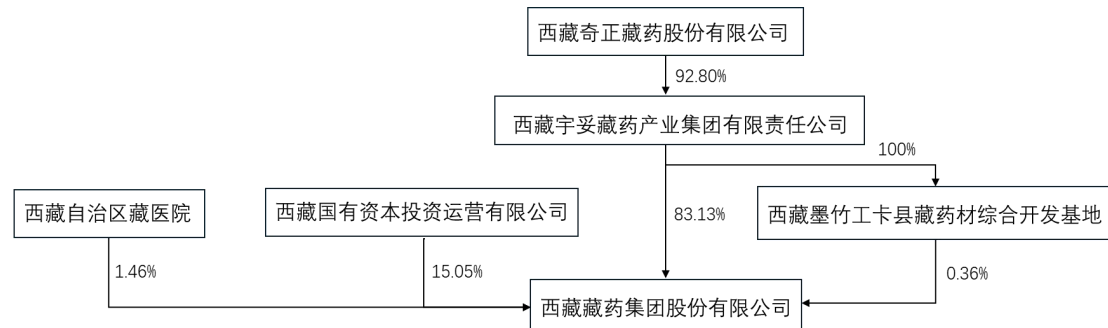 西藏奇正藏药股份有限公司
92.80%
西藏宇妥藏药产业集团有限责任公司
100%
西藏自治区藏医院
西藏国有资本投资运营有限公司
83.13%
西藏墨竹工卡县藏药材综合开发基地
1.46%
15.05%
0.36%
西藏藏药集团股份有限公司